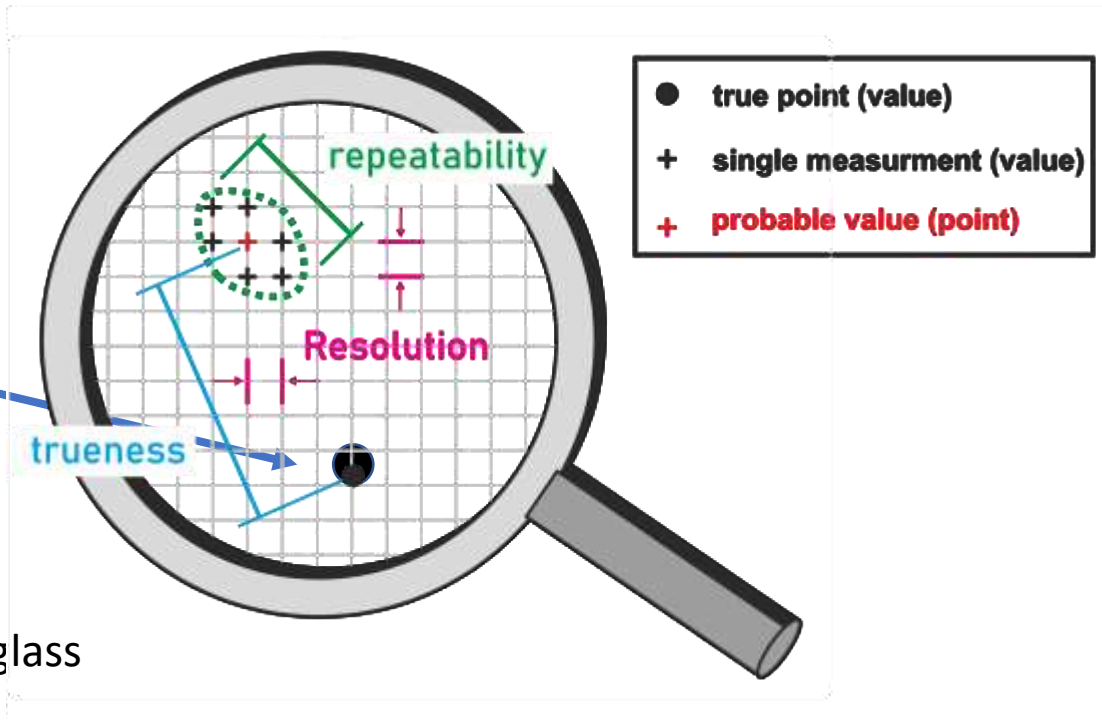 repeatability
true point (value)
single measurment (value)
probable value (point)
Resolution
trueness
glass